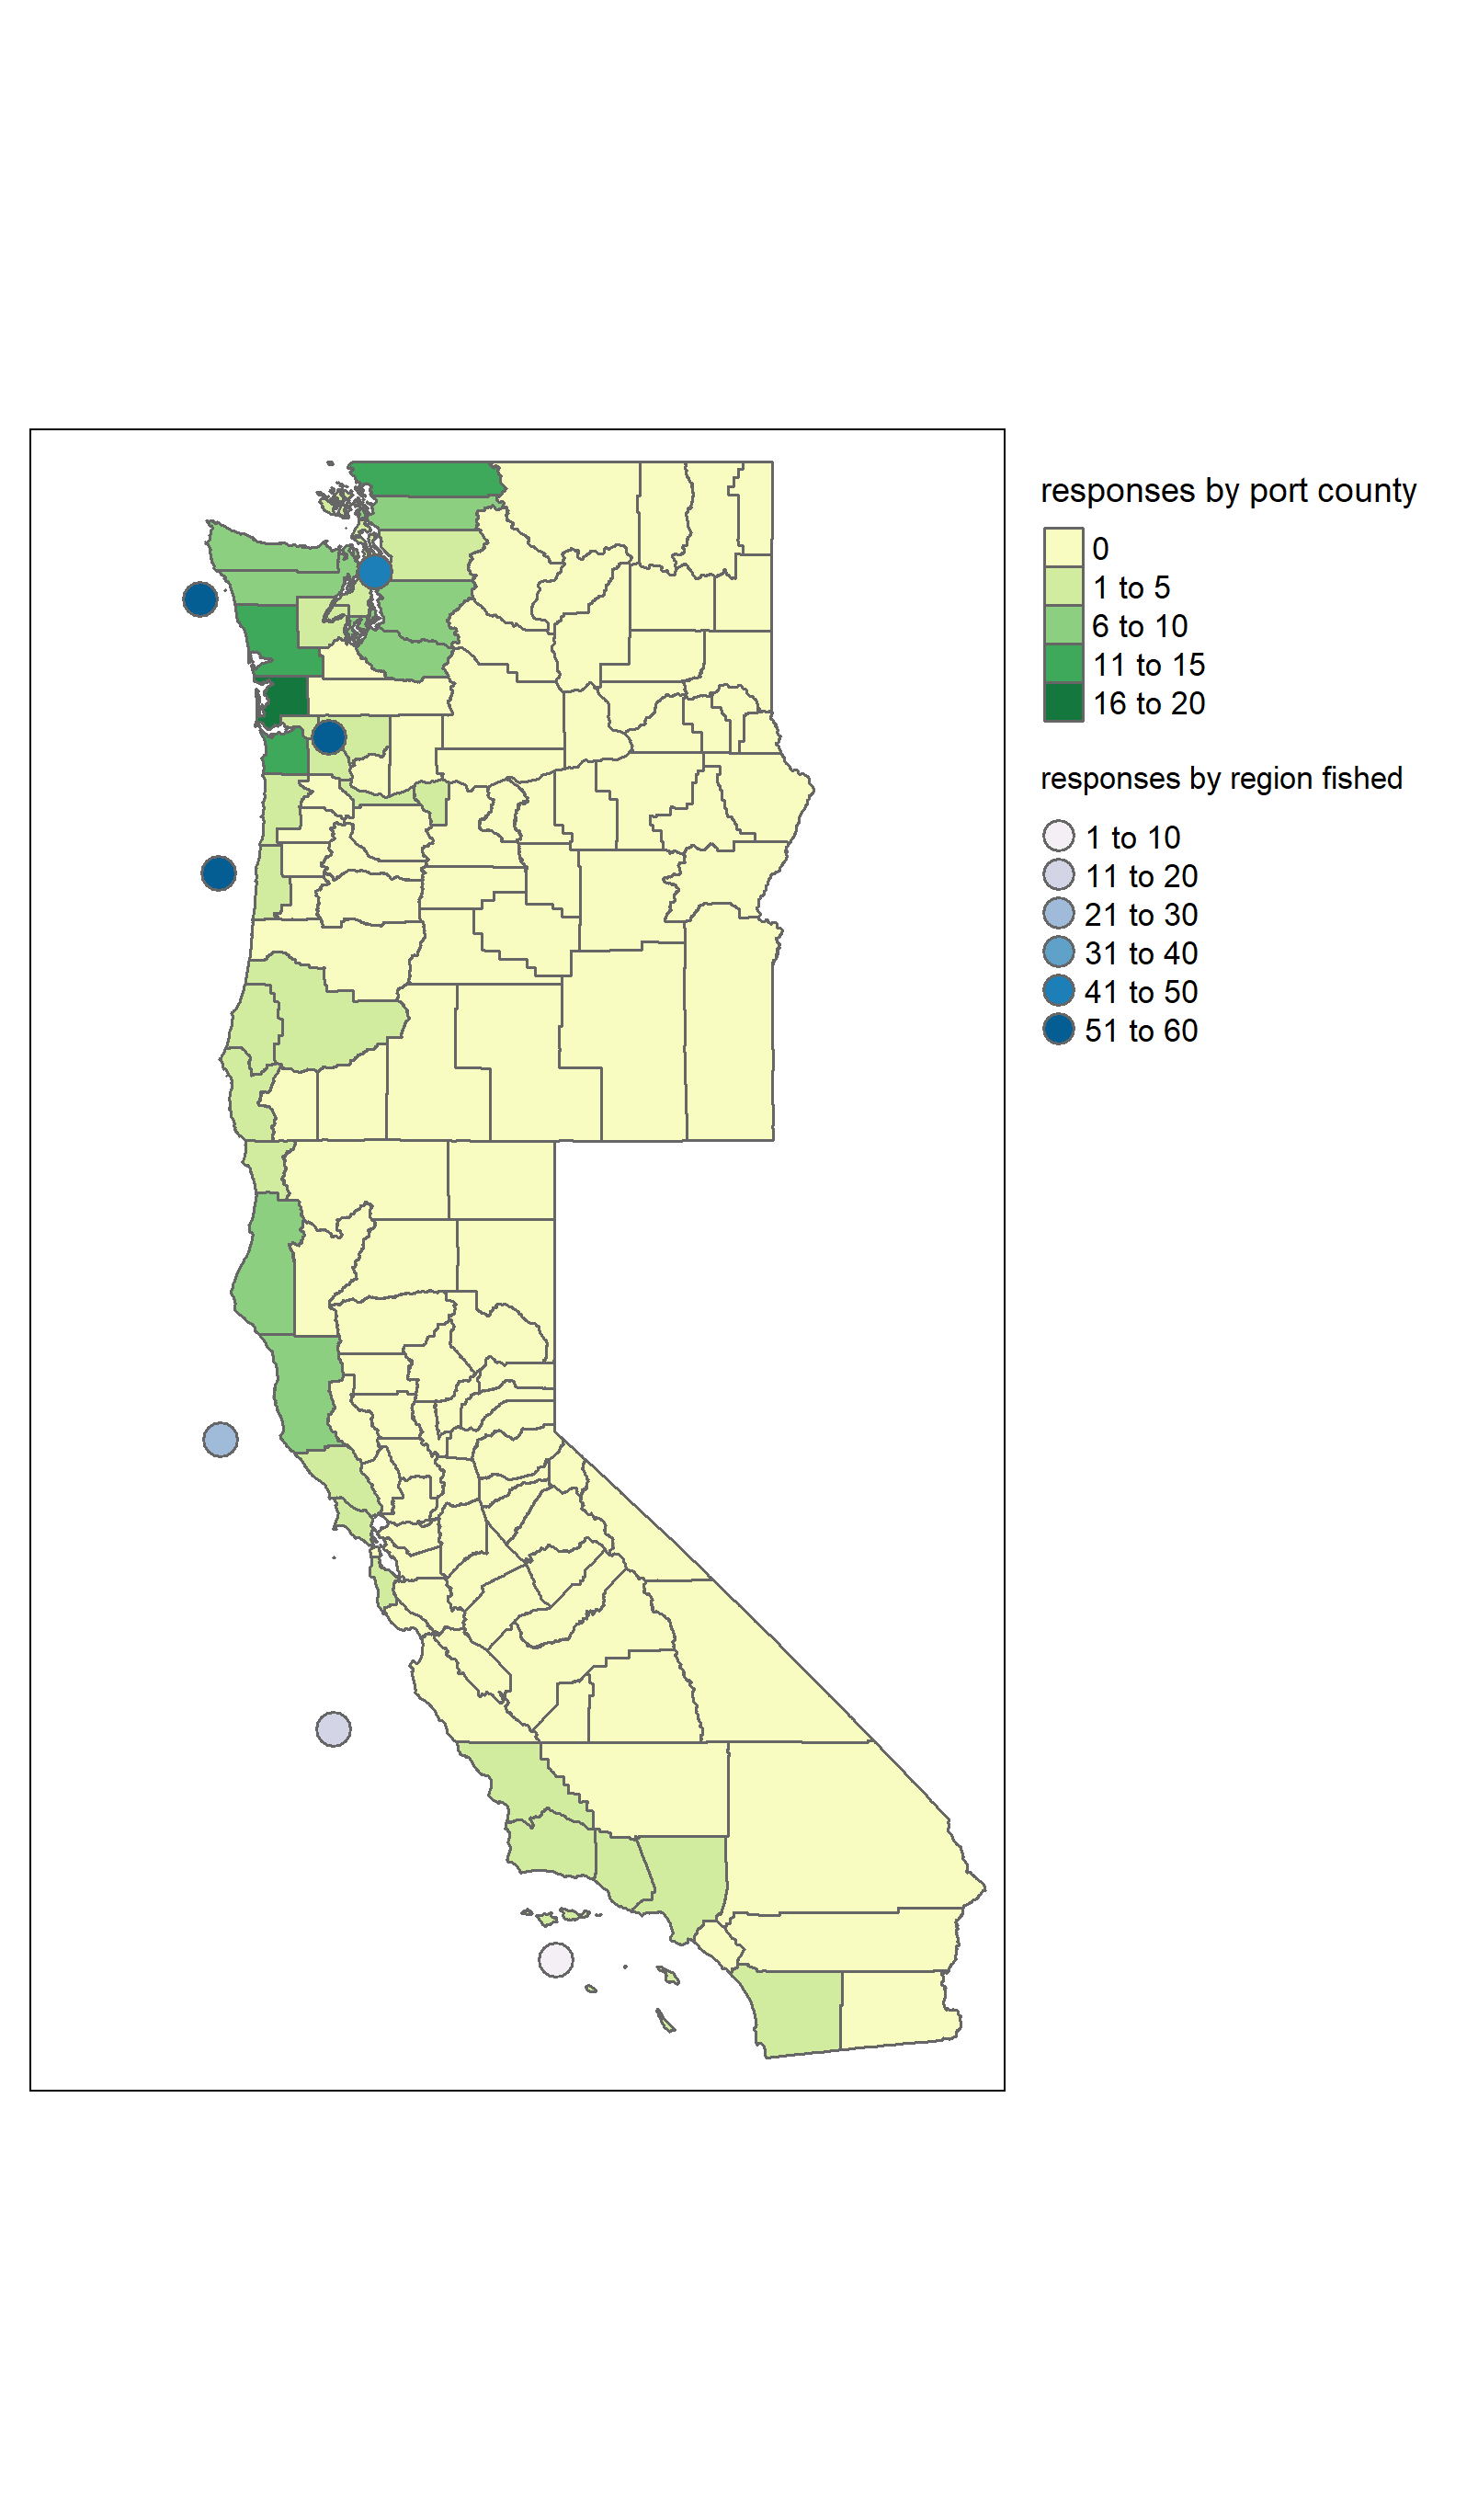 responses by port county
0
1 to 5
6 to 10
11 to 15
16 to 20
responses by region fished
1 to 10
11 to 20
21 to 30
31 to 40
41 to 50
51 to 60